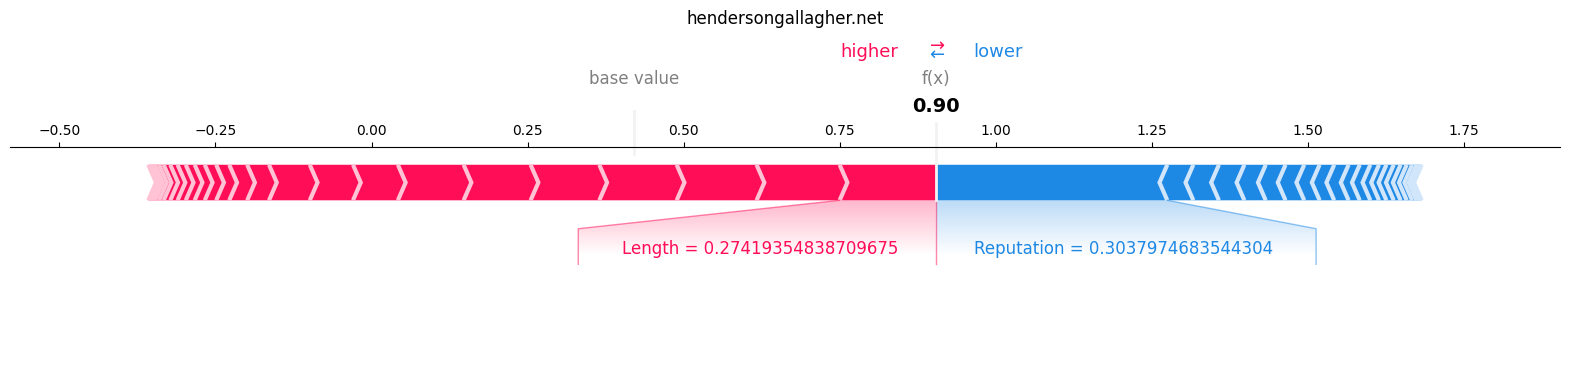 hendersongallagher.net
higher ⇄ lower
base value f(x)
0.90
−0.50 −0.25 0.00 0.25 0.50 0.75 1.00 1.25 1.50 1.75
Length = 0.27419354838709675 Reputation = 0.3037974683544304